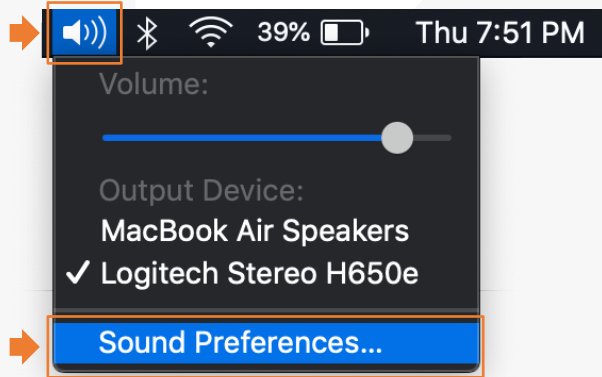 39% Thu 7:51 PM
Volume:
Output Device:
MacBook Air Speakers
✓ Logitech Stereo H650e
Sound Preferences...